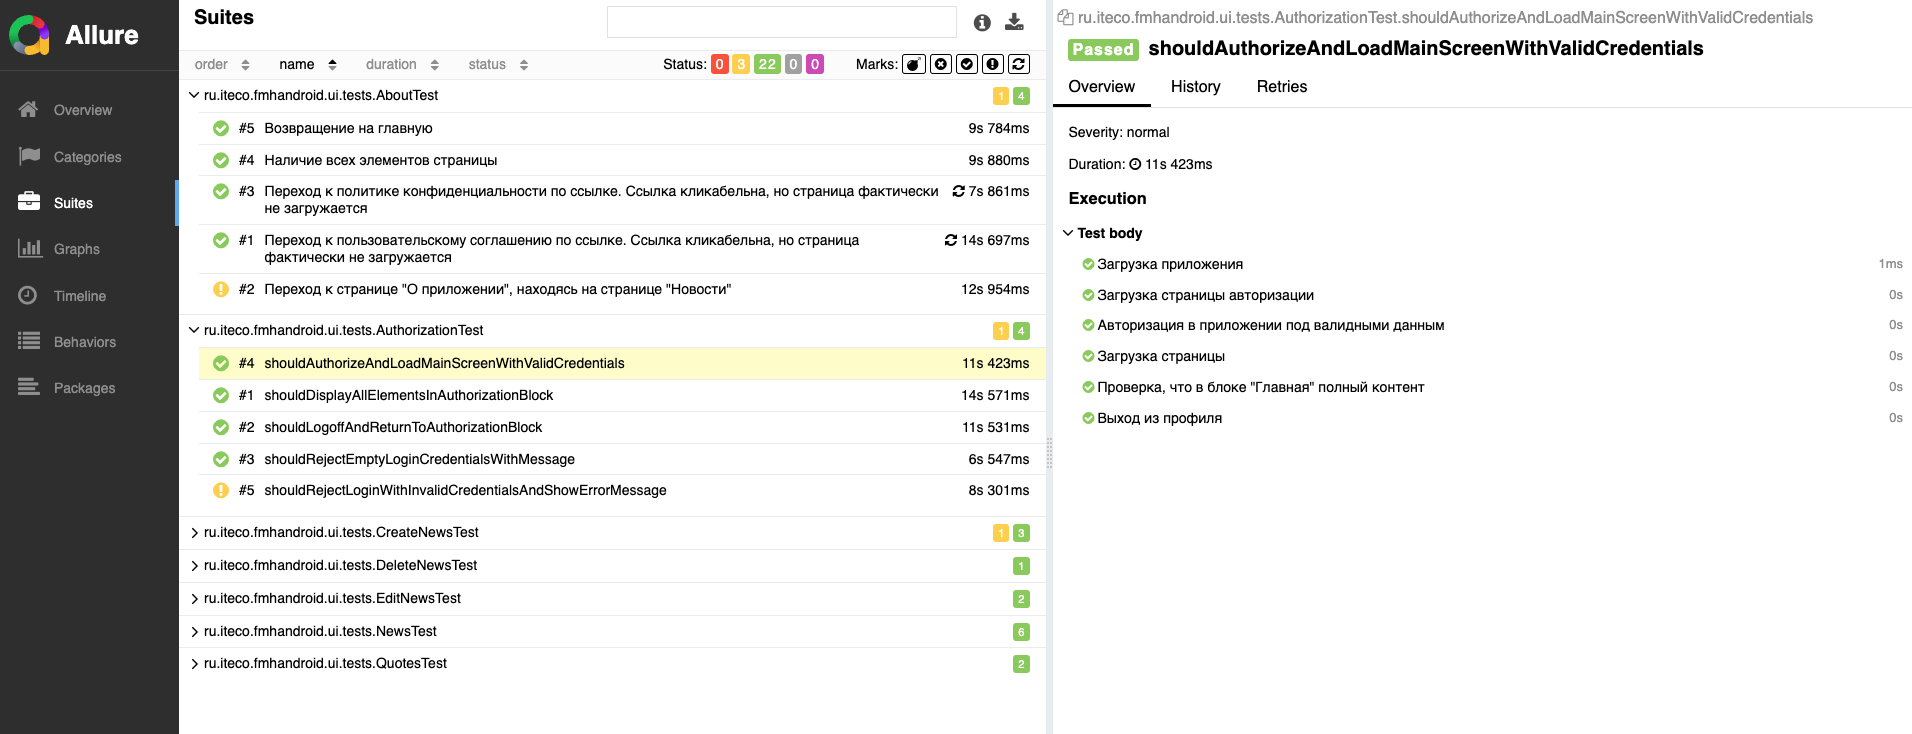 Allure
Overview
Categories
Suites
Graphs
Timeline
Behaviors
Packages
Suites
order name duration status Status: 0 3 22 0 0 Marks:
ru.iteco.fmhandroid.ui.tests.AboutTest 1 4
#5 Возвращение на главную 9s 784ms
#4 Наличие всех элементов страницы 9s 880ms
#3 Переход к политике конфиденциальности по ссылке. Ссылка кликабельна, но страница фактически 7s 861ms
не загружается
#1 Переход к пользовательскому соглашению по ссылке. Ссылка кликабельна, но страница 14s 697ms
фактически не загружается
#2 Переход к странице "О приложении", находясь на странице "Новости" 12s 954ms
ru.iteco.fmhandroid.ui.tests.AuthorizationTest 1 4
#4 shouldAuthorizeAndLoadMainScreenWithValidCredentials 11s 423ms
#1 shouldDisplayAllElementsInAuthorizationBlock 14s 571ms
#2 shouldLogoffAndReturnToAuthorizationBlock 11s 531ms
#3 shouldRejectEmptyLoginCredentialsWithMessage 6s 547ms
#5 shouldRejectLoginWithInvalidCredentialsAndShowErrorMessage 8s 301ms
ru.iteco.fmhandroid.ui.tests.CreateNewsTest 1 3
ru.iteco.fmhandroid.ui.tests.DeleteNewsTest 1
ru.iteco.fmhandroid.ui.tests.EditNewsTest 2
ru.iteco.fmhandroid.ui.tests.NewsTest 6
ru.iteco.fmhandroid.ui.tests.QuotesTest 2
ru.iteco.fmhandroid.ui.tests.AuthorizationTest.shouldAuthorizeAndLoadMainScreenWithValidCredentials
Passed shouldAuthorizeAndLoadMainScreenWithValidCredentials
Overview History Retries
Severity: normal
Duration: 11s 423ms
Execution
Test body
Загрузка приложения 1ms
Загрузка страницы авторизации 0s
Авторизация в приложении под валидными данным 0s
Загрузка страницы 0s
Проверка, что в блоке "Главная" полный контент 0s
Выход из профиля 0s